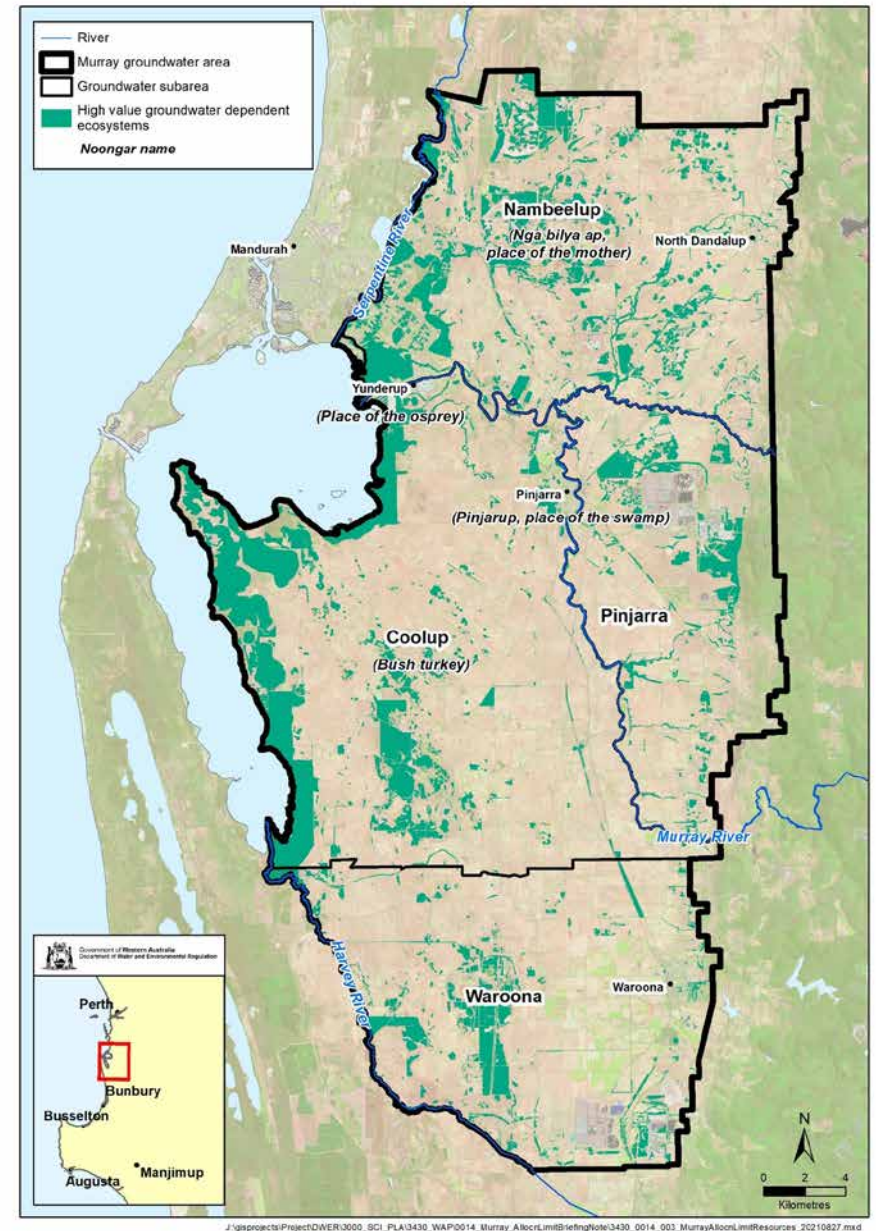 River
Murray groundwater area
Groundwater subarea
High value groundwater dependent
ecosystems
Noongar name
Nambeelup
(Nga bilya ap,
place of the mother)
North Dandalup
Mandurah
Serpentine River
Yunderup
(Place of the osprey)
Pinjarra
(Pinjarup, place of the swamp)
Pinjarra
Coolup
(Bush turkey)
Murray River
Harvey River
Waroona
Waroona
Government of Western Australia
Department of Water and Environmental Regulation
Perth
Bunbury
Busselton
Augusta
Manjimup
N
0 2 4
Kilometres
J:\gisprojects\Project\DWER\3000_SCI_PLA\3430_WAP\0014_Murray_AllocnLimitBriefingNote\3430_0014_003_MurrayAllocnLimitResources_20210827.mxd